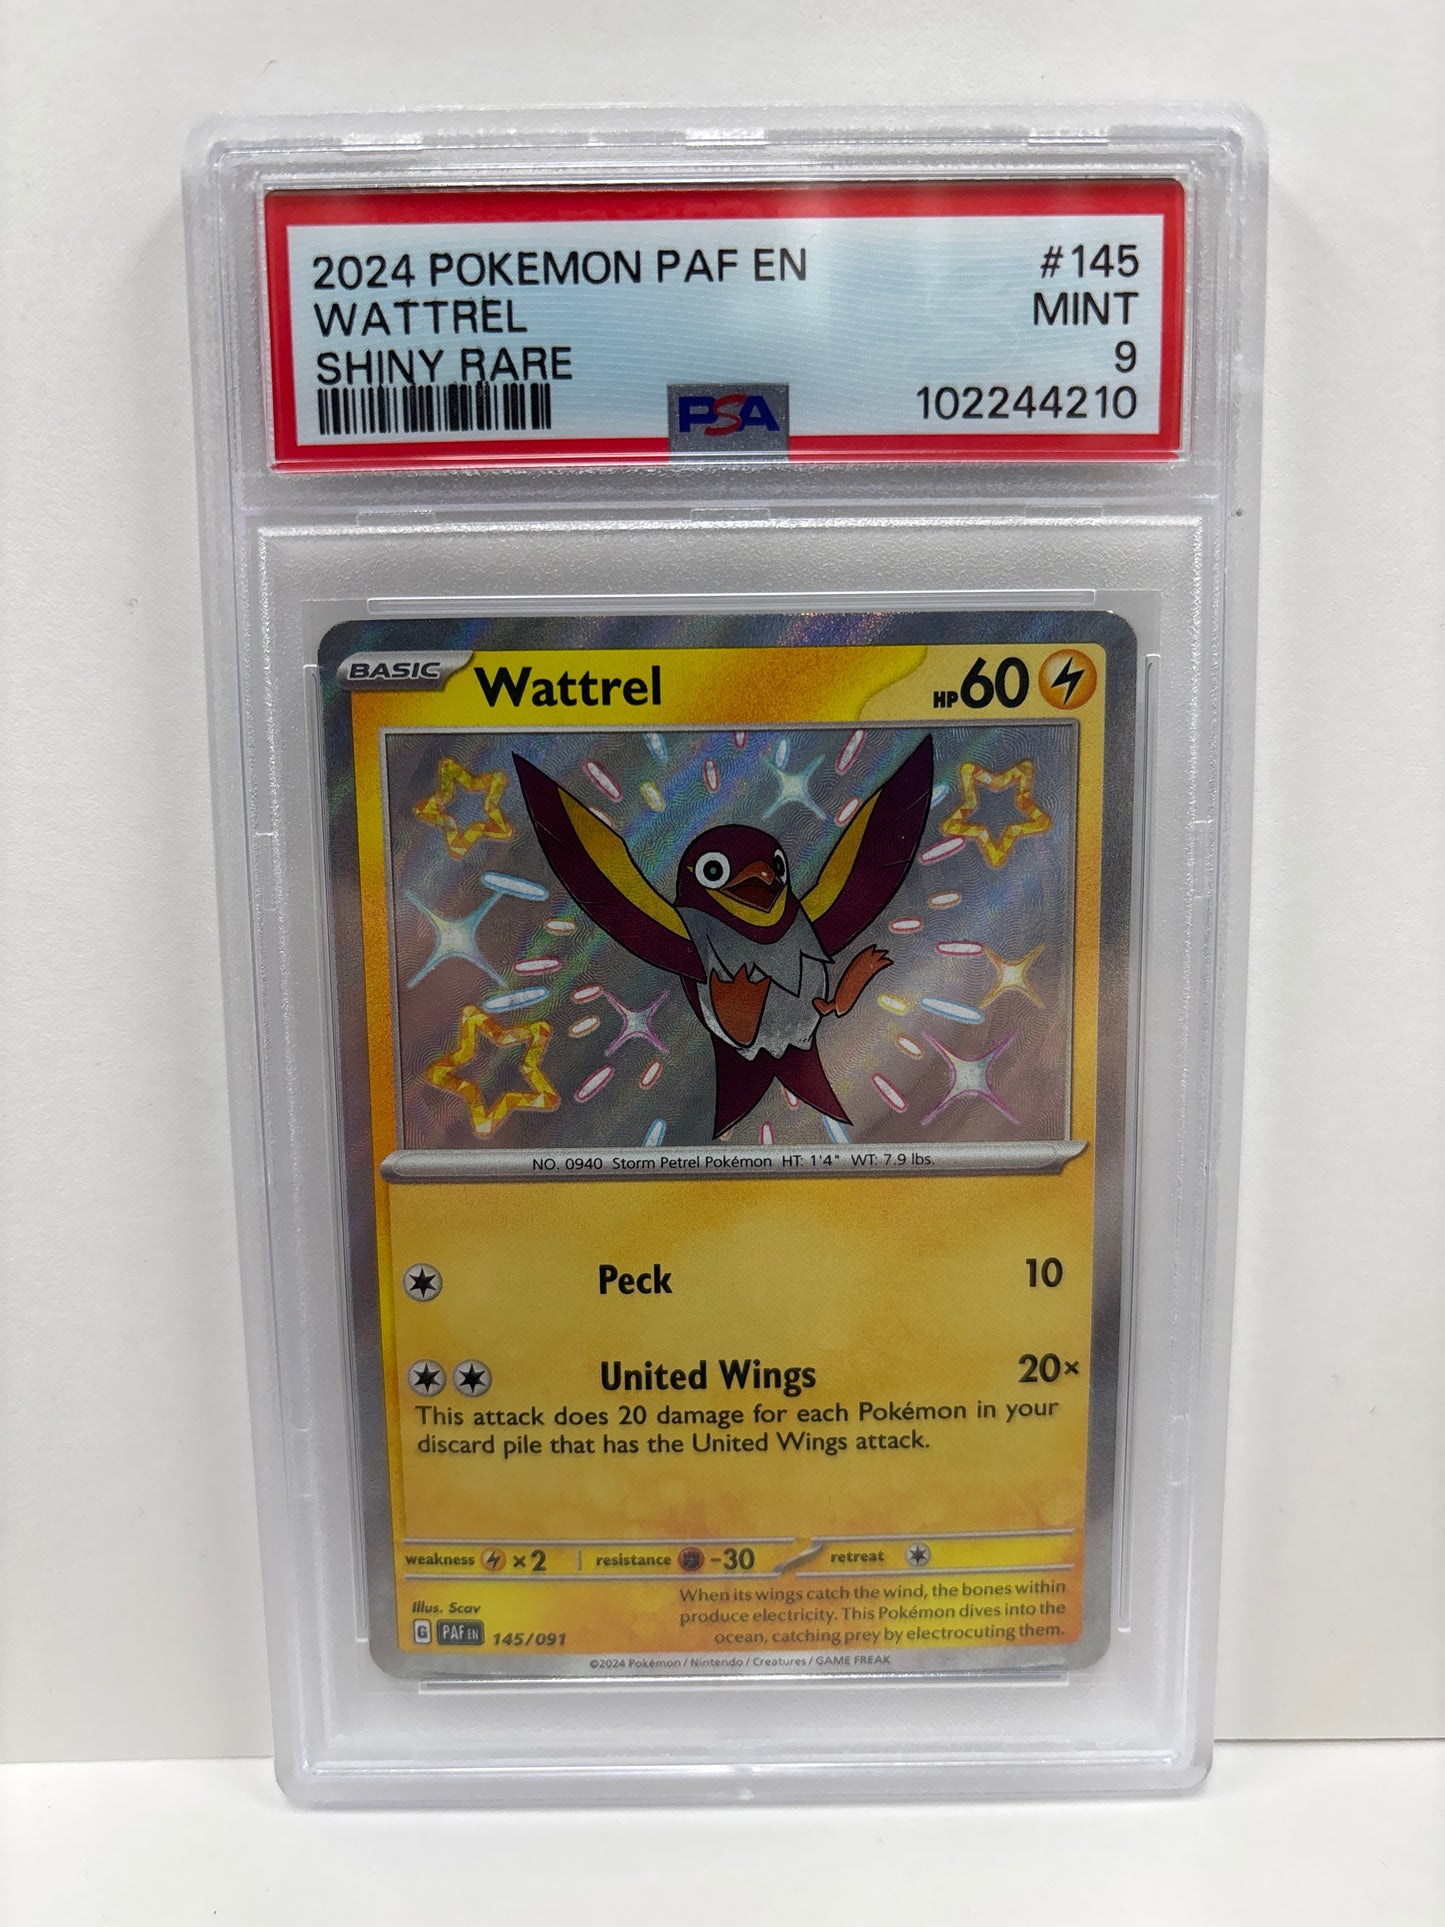 2024 POKEMON PAF EN #145
WATTREL MINT
SHINY RARE 9
PSA 102244210
BASIC Wattrel HP 60
NO. 0940 Storm Petrel Pokémon HT: 1'4" WT: 7.9 lbs.
Peck 10
United Wings 20×
This attack does 20 damage for each Pokémon in your
discard pile that has the United Wings attack.
weakness ×2 resistance -30 retreat
Illus. Scav
When its wings catch the wind, the bones within
produce electricity. This Pokémon dives into the
ocean, catching prey by electrocuting them.
G PAF EN 145/091
©2024 Pokémon / Nintendo / Creatures / GAME FREAK